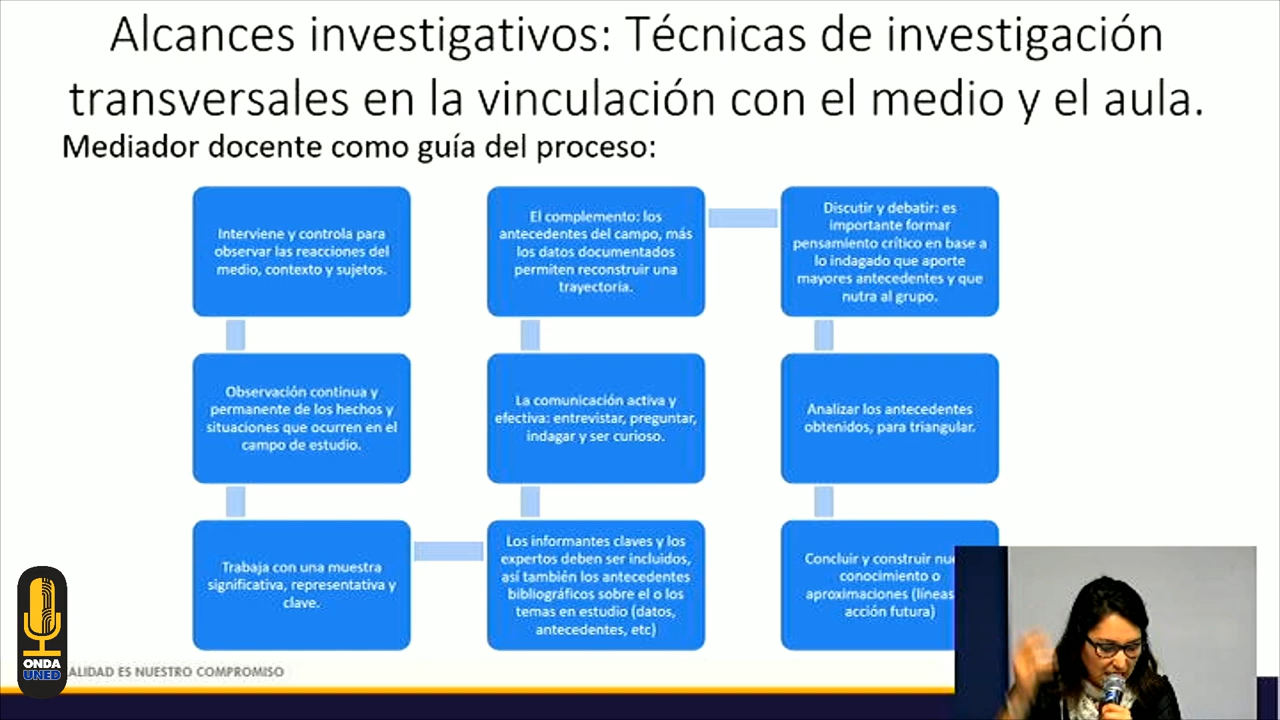 Alcances investigativos: Técnicas de investigación
transversales en la vinculación con el medio y el aula.
Mediador docente como guía del proceso:
Interviene y controla para
observar las reacciones del
medio, contexto y sujetos.
Observación continua y
permanente de los hechos y
situaciones que ocurren en el
campo de estudio.
Trabaja con una muestra
significativa, representativa y
clave.
Los informantes claves y los
expertos deben ser incluidos,
así también los antecedentes
bibliográficos sobre el o los
temas en estudio (datos,
antecedentes, etc)
La comunicación activa y
efectiva: entrevistar, preguntar,
indagar y ser curioso.
El complemento: los
antecedentes del campo, más
los datos documentados
permiten reconstruir una
trayectoria.
Discutir y debatir: es
importante formar
pensamiento crítico en base a
lo indagado que aporte
mayores antecedentes y que
nutra al grupo.
Analizar los antecedentes
obtenidos, para triangular.
Concluir y construir
conocimiento o
aproximaciones (líneas
acción futura)
ALIDAD ES NUESTRO COMPROMISO
ONDA
UNED